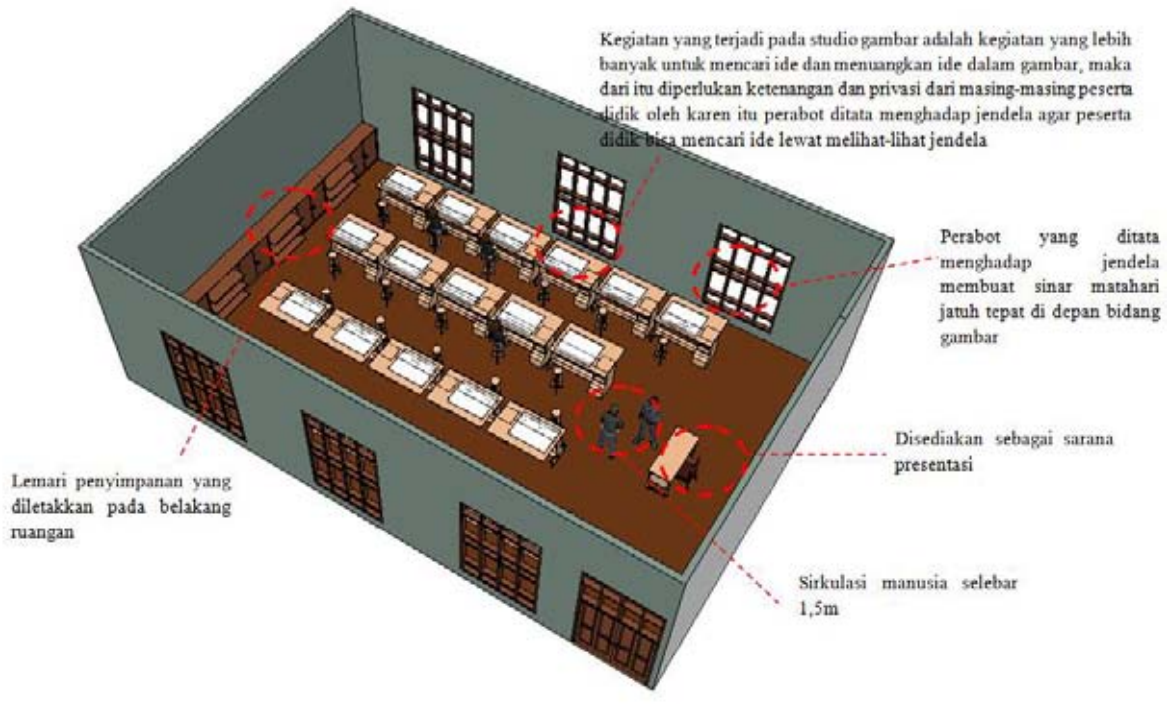 Kegiatan yang terjadi pada studio gambar adalah kegiatan yang lebih
banyak untuk mencari ide dan menuangkan ide dalam gambar, maka
dari itu diperlukan ketenangan dan privasi dari masing-masing peserta
didik oleh karen itu perabot ditata menghadap jendela agar peserta
didik bisa mencari ide lewat melihat-lihat jendela
Perabot yang ditata
menghadap jendela
membuat sinar matahari
jatuh tepat di depan bidang
gambar
Disediakan sebagai sarana
presentasi
Lemari penyimpanan yang
diletakkan pada belakang
ruangan
Sirkulasi manusia selebar
1,5m